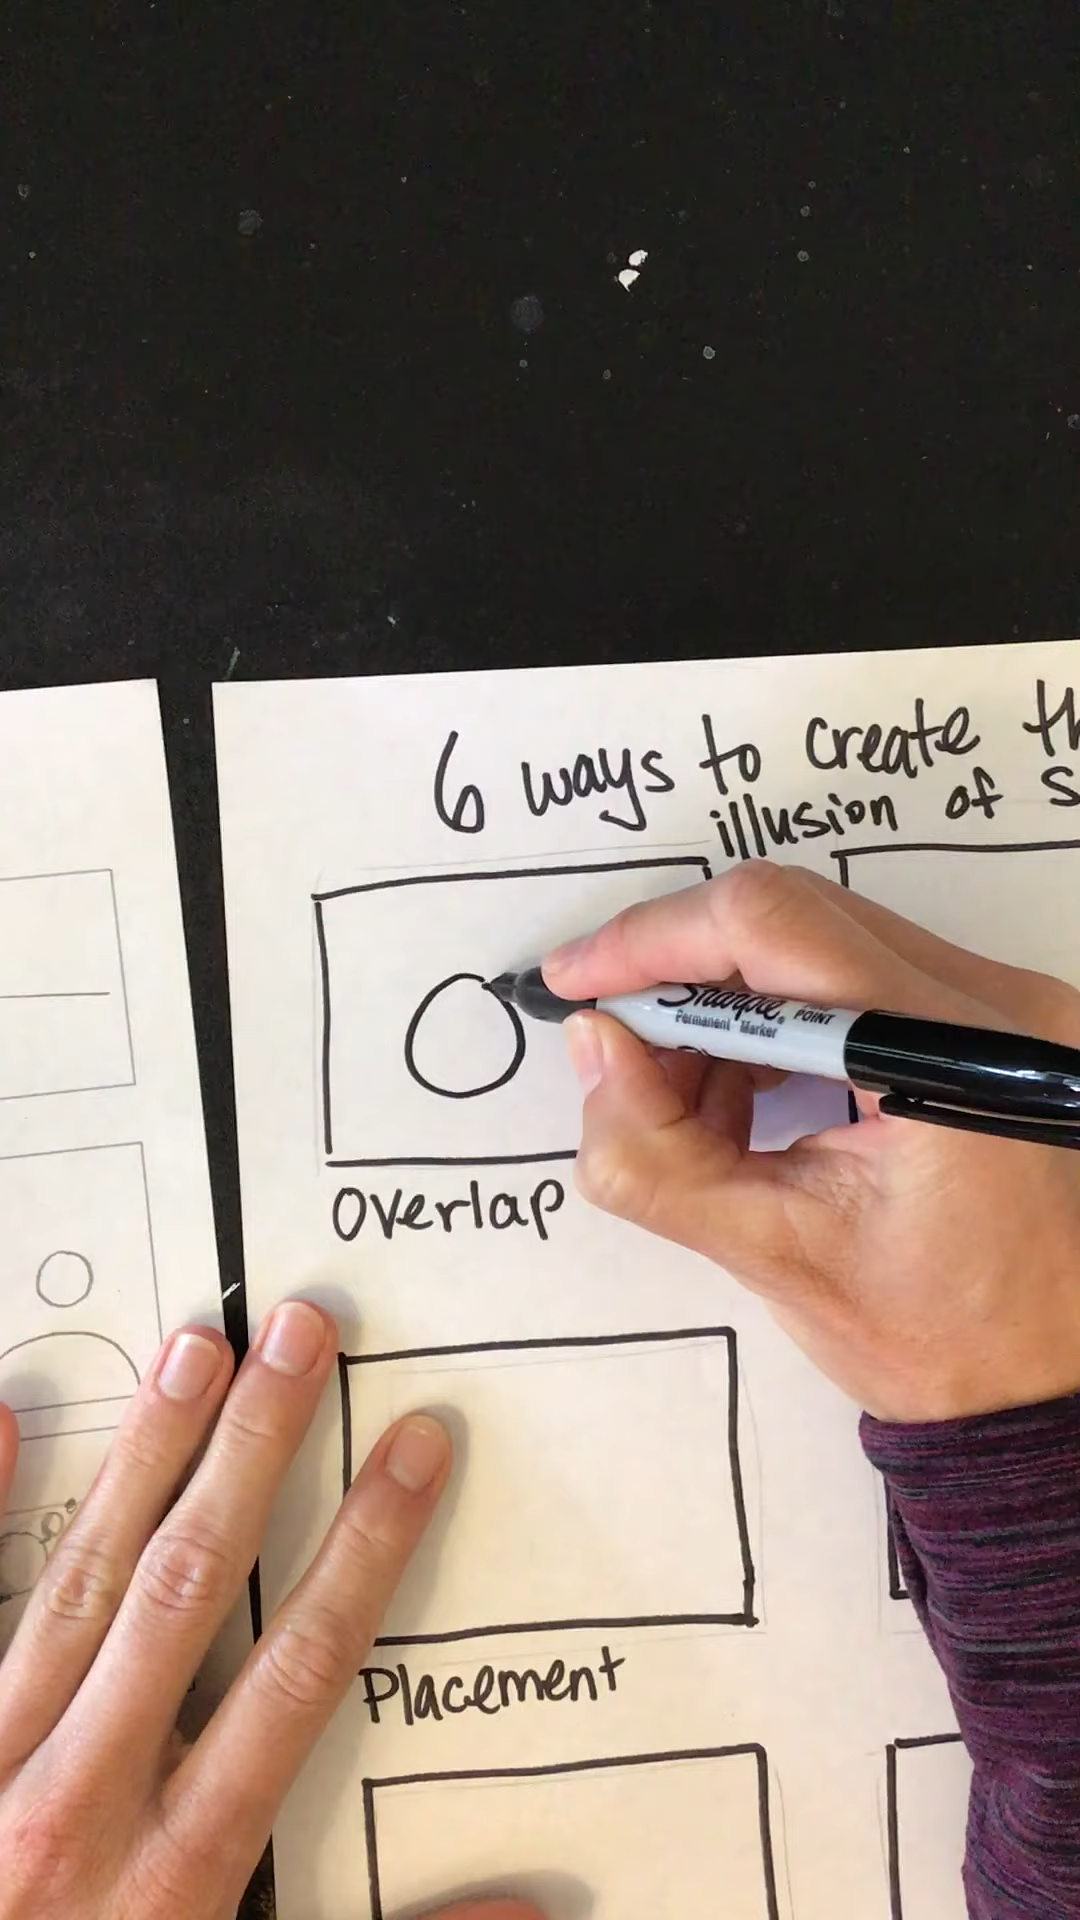 6 ways to create
illusion of
Sharpie®
POINT
Permanent Marker
Overlap
Placement